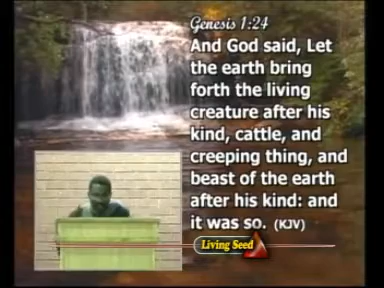 Genesis 1:24
And God said, Let
the earth bring
forth the living
creature after his
kind, cattle, and
creeping thing, and
beast of the earth
after his kind: and
it was so. (KJV)
Living Seed